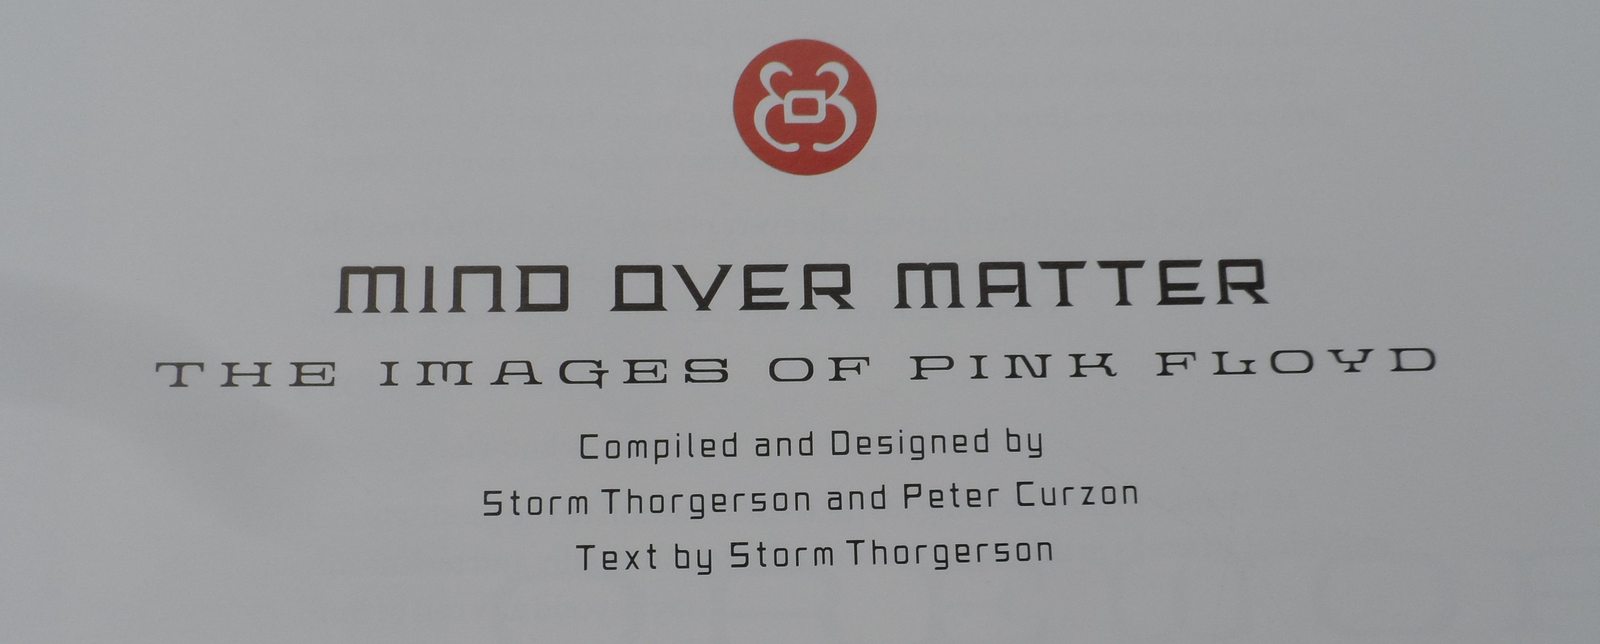 MIND OVER MATTER
THE IMAGES OF PINK FLOYD
Compiled and Designed by
Storm Thorgerson and Peter Curzon
Text by Storm Thorgerson